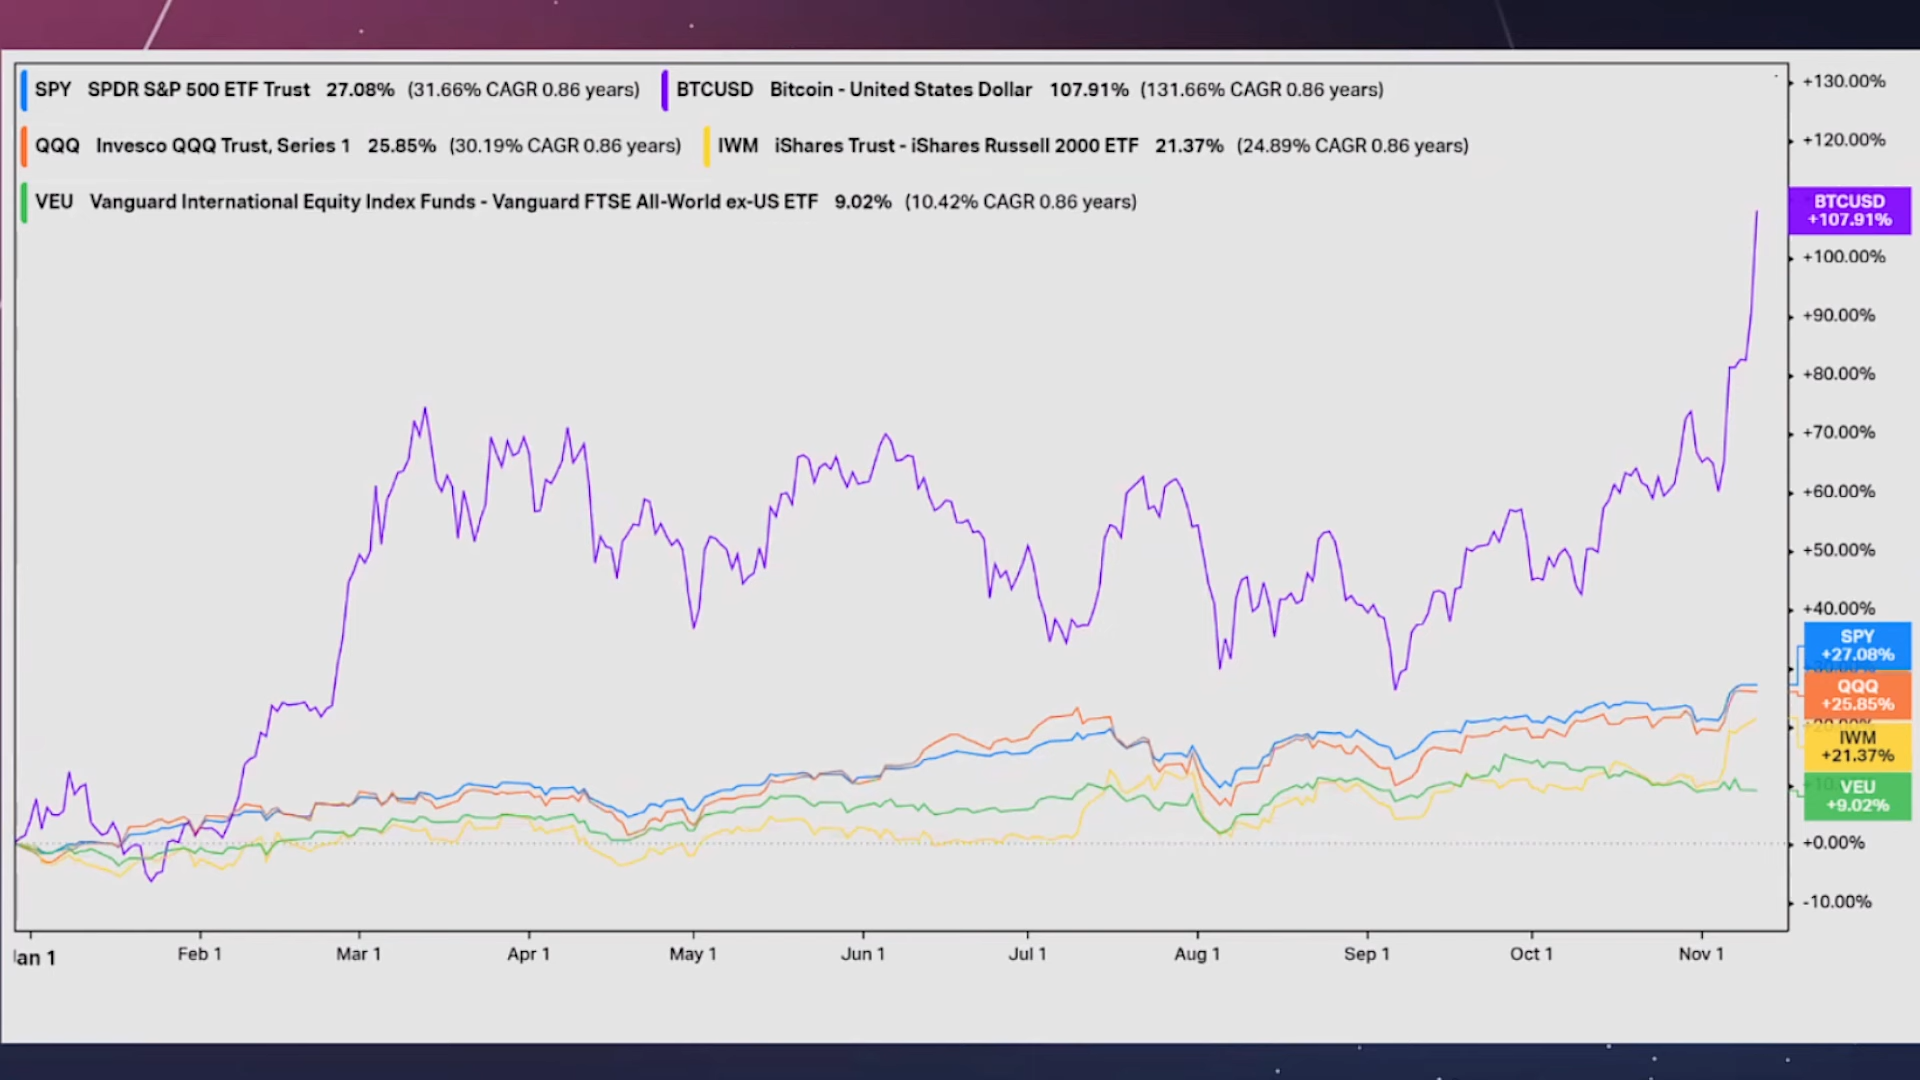 SPY SPDR S&P 500 ETF Trust 27.08% (31.66% CAGR 0.86 years) BTCUSD Bitcoin - United States Dollar 107.91% (131.66% CAGR 0.86 years)
QQQ Invesco QQQ Trust, Series 1 25.85% (30.19% CAGR 0.86 years) IWM iShares Trust - iShares Russell 2000 ETF 21.37% (24.89% CAGR 0.86 years)
VEU Vanguard International Equity Index Funds - Vanguard FTSE All-World ex-US ETF 9.02% (10.42% CAGR 0.86 years)
+130.00%
+120.00%
BTCUSD
+107.91%
+100.00%
+90.00%
+80.00%
+70.00%
+60.00%
+50.00%
+40.00%
SPY
+27.08%
QQQ
+25.85%
IWM
+21.37%
VEU
+9.02%
+0.00%
-10.00%
an 1 Feb 1 Mar 1 Apr 1 May 1 Jun 1 Jul 1 Aug 1 Sep 1 Oct 1 Nov 1